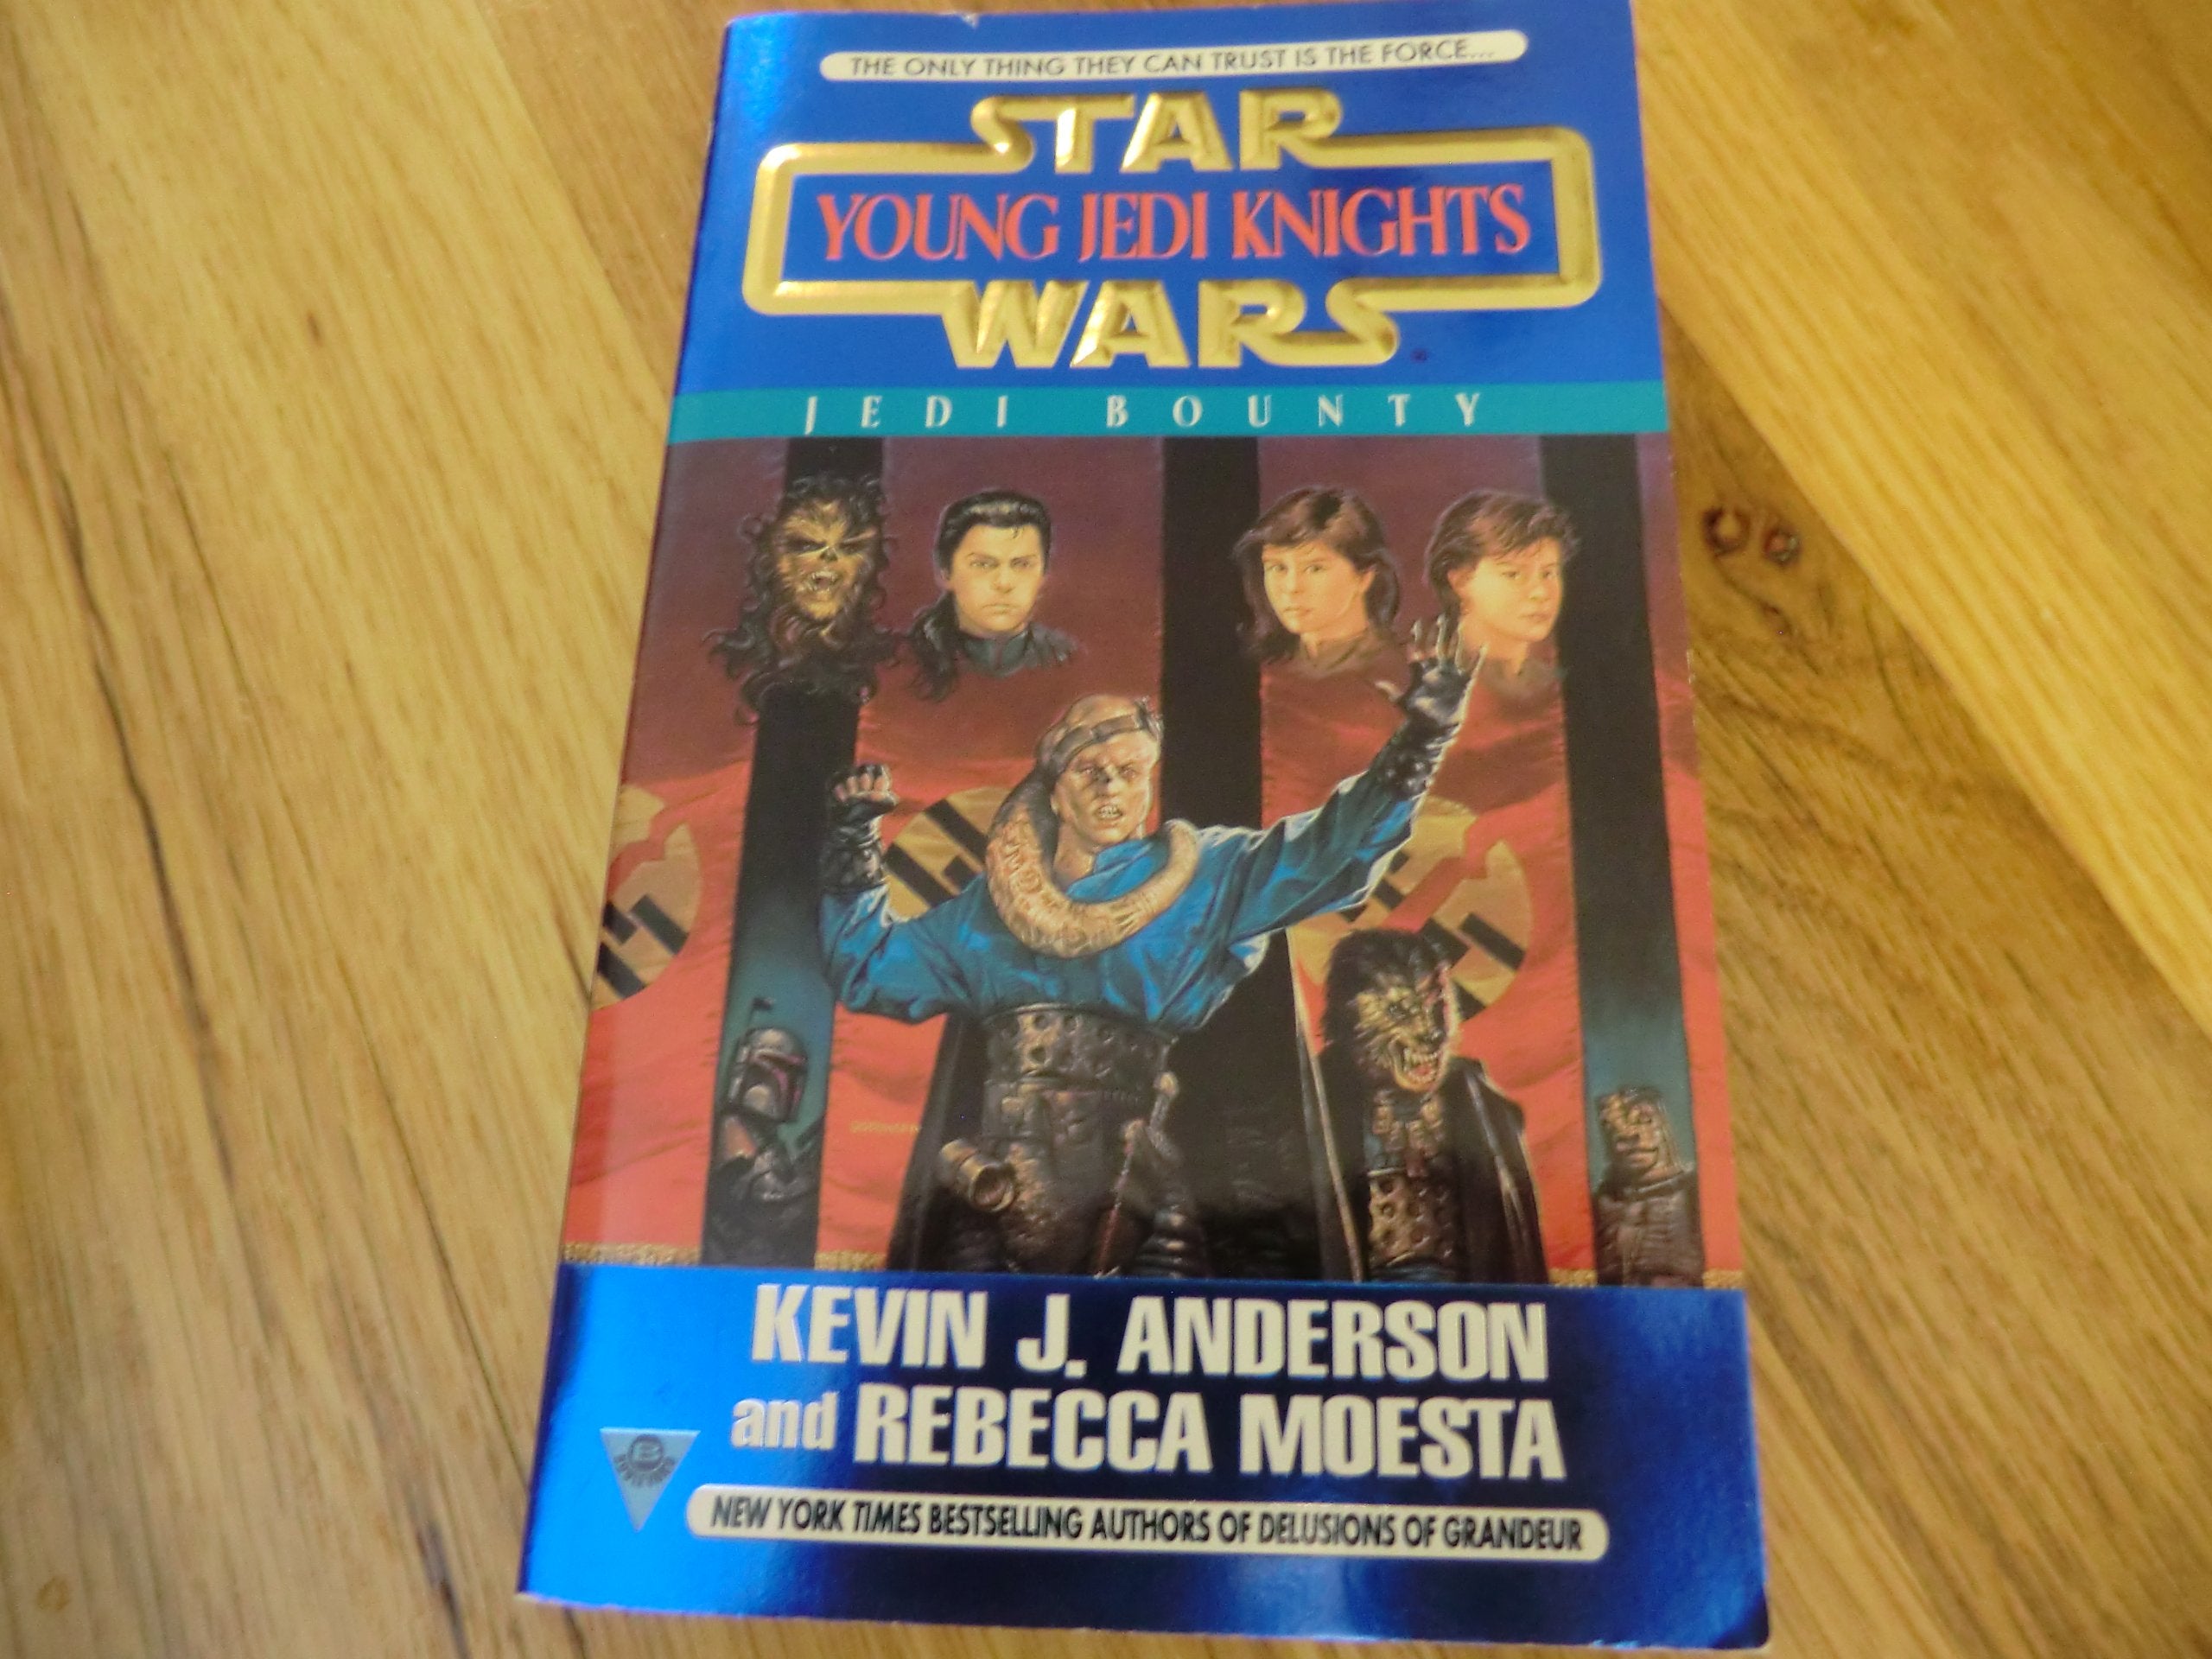 THE ONLY THING THEY CAN TRUST IS THE FORCE...
STAR
YOUNG JEDI KNIGHTS
WARS
JEDI BOUNTY
KEVIN J. ANDERSON
and REBECCA MOESTA
B
NEW YORK TIMES BESTSELLING AUTHORS OF DELUSIONS OF GRANDEUR